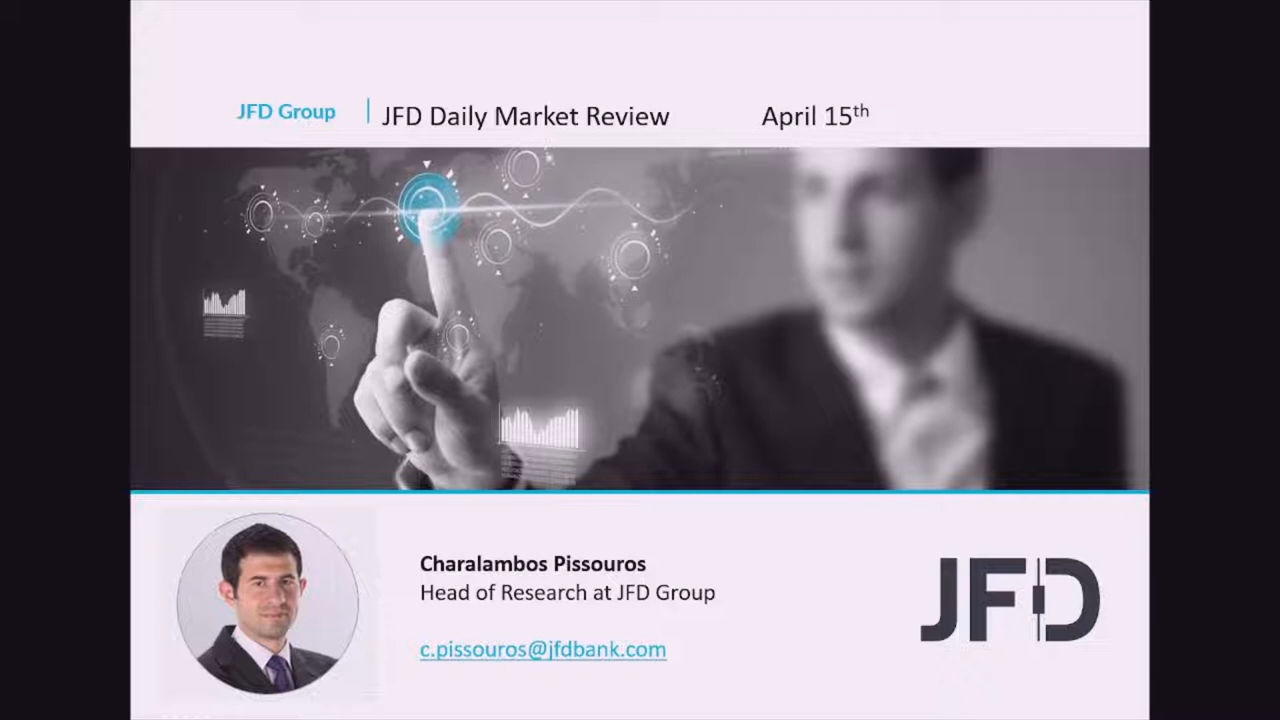 JFD Group
JFD Daily Market Review
April 15th
Charalambos Pissouros
Head of Research at JFD Group
c.pissouros@jfdbank.com
JFD